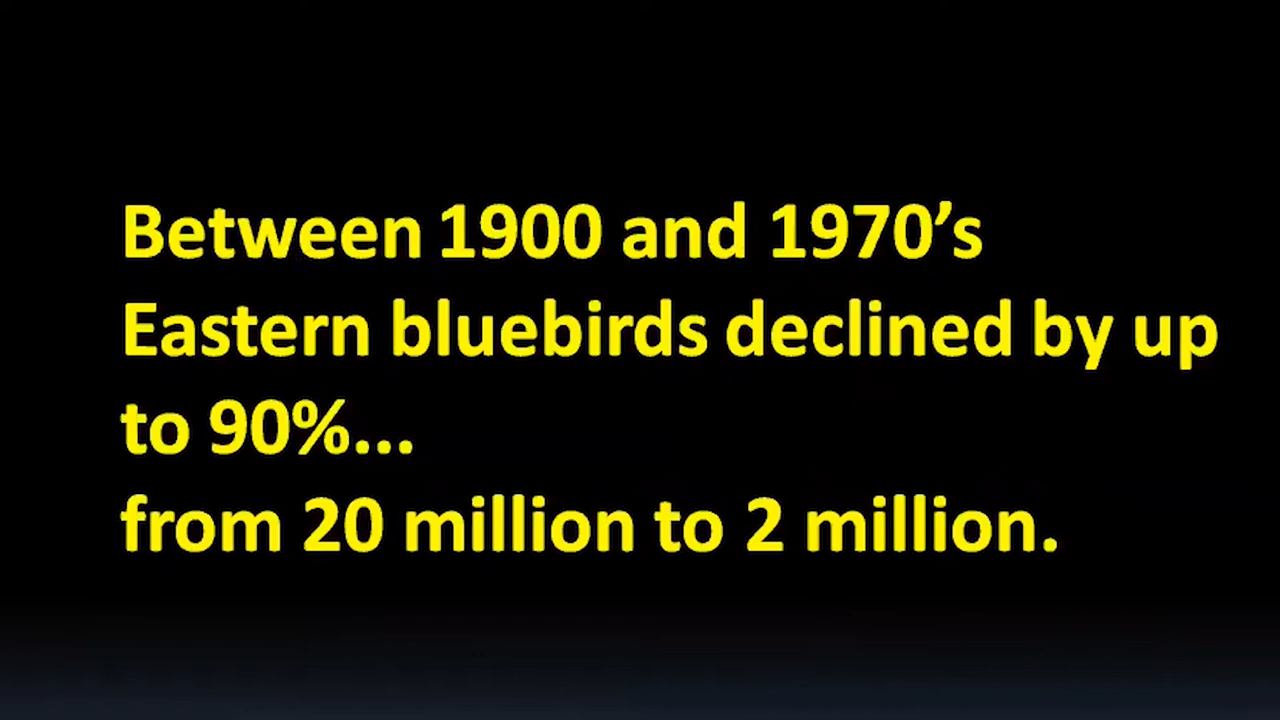 Between 1900 and 1970’s
Eastern bluebirds declined by up
to 90%...
from 20 million to 2 million.